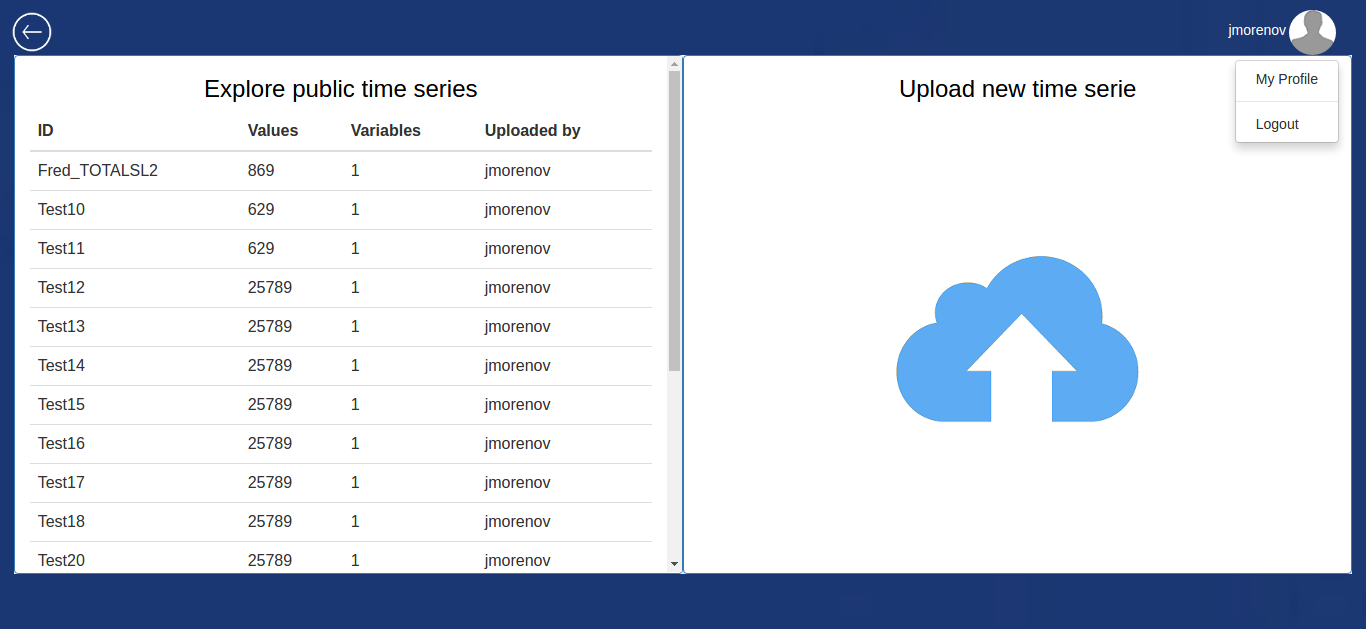 jmorenov
My Profile
Logout
Explore public time series
ID Values Variables Uploaded by
Fred_TOTALSL2 869 1 jmorenov
Test10 629 1 jmorenov
Test11 629 1 jmorenov
Test12 25789 1 jmorenov
Test13 25789 1 jmorenov
Test14 25789 1 jmorenov
Test15 25789 1 jmorenov
Test16 25789 1 jmorenov
Test17 25789 1 jmorenov
Test18 25789 1 jmorenov
Test20 25789 1 jmorenov
Upload new time serie